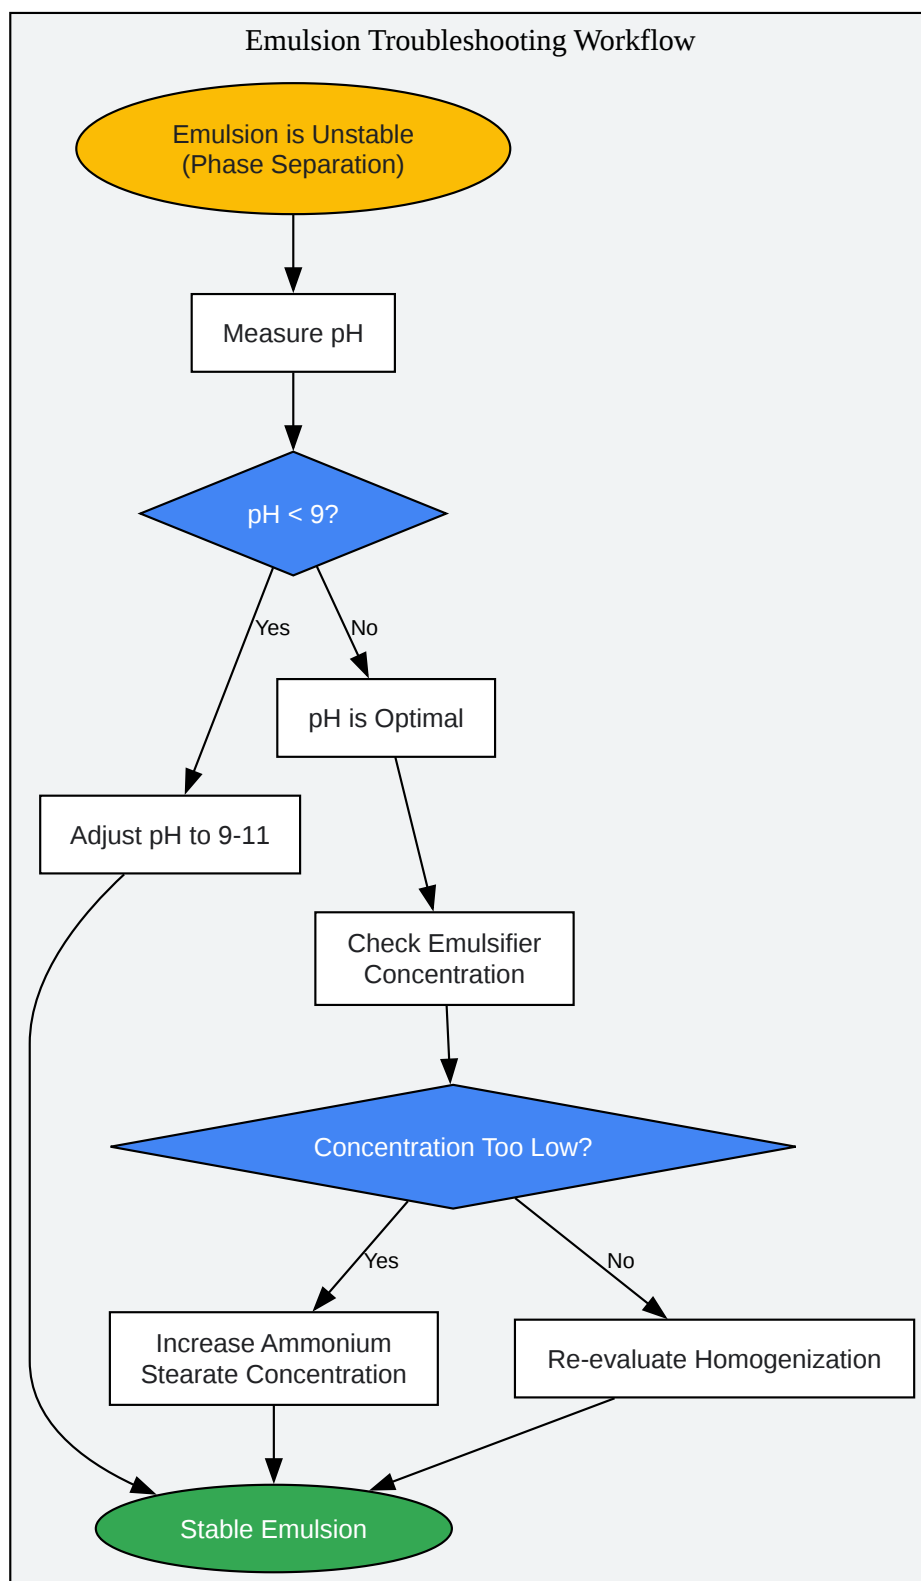 Emulsion Troubleshooting Workflow
Emulsion is Unstable
(Phase Separation)
Measure pH
pH < 9?
Yes
No
pH is Optimal
Adjust pH to 9-11
Check Emulsifier
Concentration
Concentration Too Low?
Yes
No
Increase Ammonium
Stearate Concentration
Re-evaluate Homogenization
Stable Emulsion